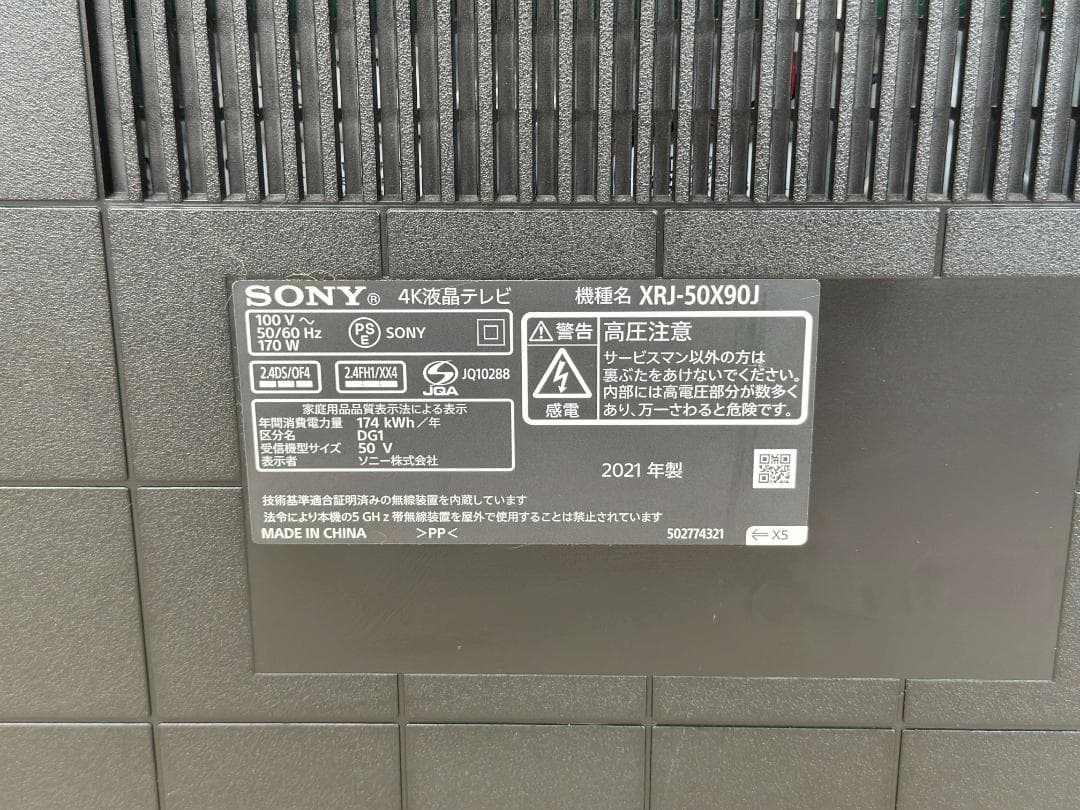 SONY® 4K液晶テレビ 機種名 XRJ-50X90J
100 V～
50/60 Hz
170 W
PSE SONY
2.4DS/OF4 2.4FH1/XX4 JQA JQ10288
家庭用品品質表示法による表示
年間消費電力量 174 kWh／年
区分名 DG1
受信機型サイズ 50 V
表示者 ソニー株式会社
警告 高圧注意
サービスマン以外の方は
裏ぶたをあけないでください。
内部には高電圧部分が数多く
あり、万一さわると危険です。
感電
2021 年製
技術基準適合証明済みの無線装置を内蔵しています
法令により本機の5 GHz帯無線装置を屋外で使用することは禁止されています
MADE IN CHINA >PP< 502774321 ⇐XS